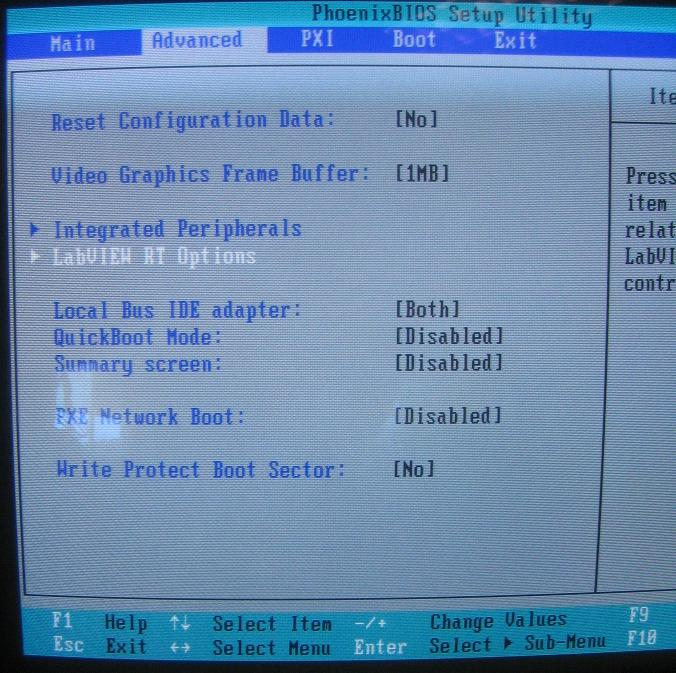 PhoenixBIOS Setup Utility
Main Advanced PXI Boot Exit
Reset Configuration Data: [No]
Video Graphics Frame Buffer: [1MB]
Integrated Peripherals
LabVIEW RT Options
Local Bus IDE adapter: [Both]
QuickBoot Mode: [Disabled]
Summary screen: [Disabled]
PXE Network Boot: [Disabled]
Write Protect Boot Sector: [No]
Ite
Press
item
relat
LabVI
contr
F1 Help ↑↓ Select Item -/+ Change Values F9
Esc Exit ↔ Select Menu Enter Select ▶ Sub-Menu F10